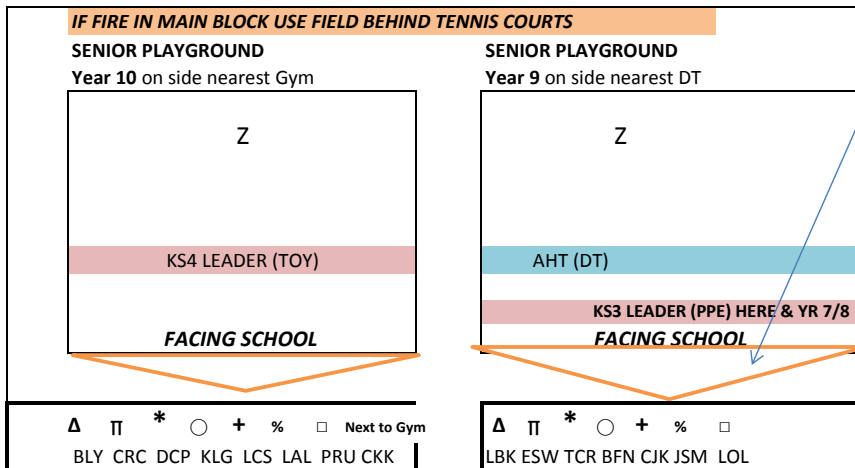 IF FIRE IN MAIN BLOCK USE FIELD BEHIND TENNIS COURTS
SENIOR PLAYGROUND
Year 10 on side nearest Gym
Z
KS4 LEADER (TOY)
FACING SCHOOL
Δ π * ○ + % □ Next to Gym
BLY CRC DCP KLG LCS LAL PRU CKK
SENIOR PLAYGROUND
Year 9 on side nearest DT
Z
AHT (DT)
KS3 LEADER (PPE) HERE & YR 7/8
FACING SCHOOL
Δ π * ○ + % □
LBK ESW TCR BFN CJK JSM LOL